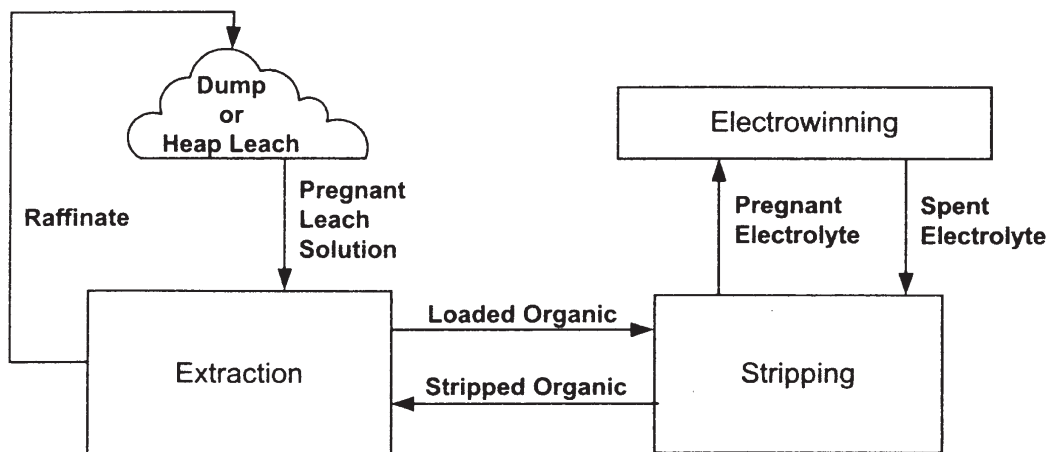 Dump
or
Heap Leach
Electrowinning
Raffinate
Pregnant
Leach
Solution
Pregnant
Electrolyte
Spent
Electrolyte
Loaded Organic
Extraction
Stripping
Stripped Organic